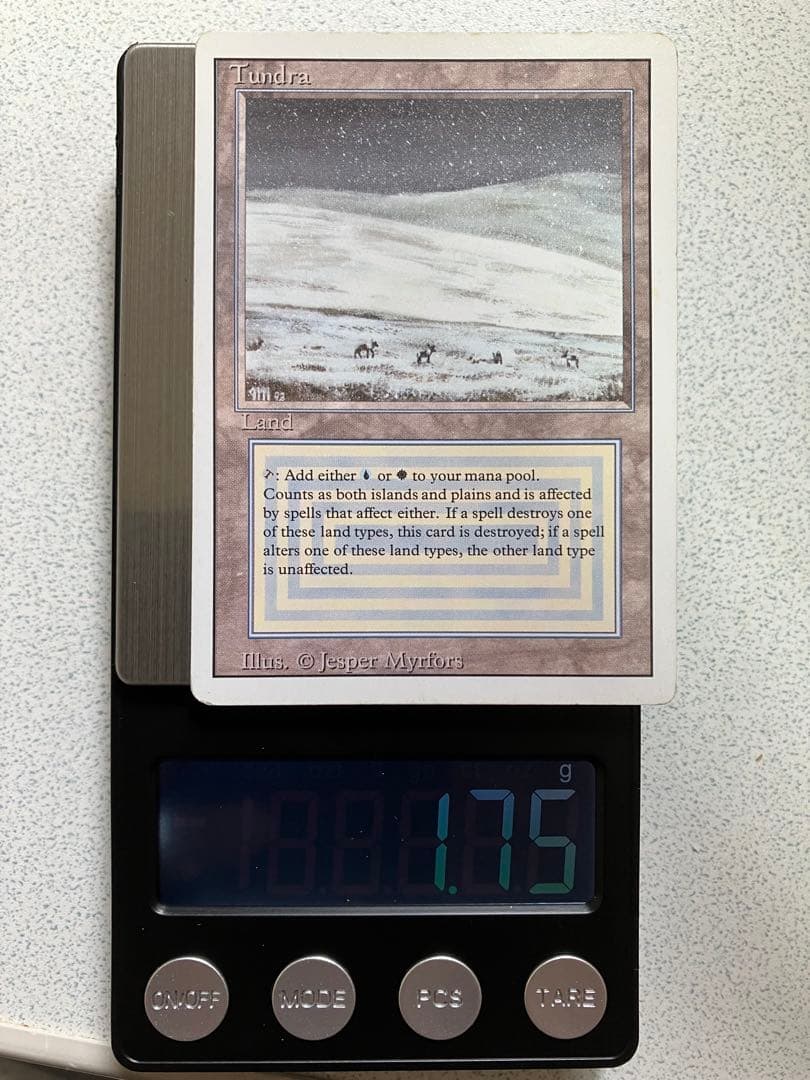 Tundra
JM 93
Land
: Add either or to your mana pool.
Counts as both islands and plains and is affected
by spells that affect either. If a spell destroys one
of these land types, this card is destroyed; if a spell
alters one of these land types, the other land type
is unaffected.
Illus. © Jesper Myrfors
g
1.75
ON/OFF MODE PCS TARE